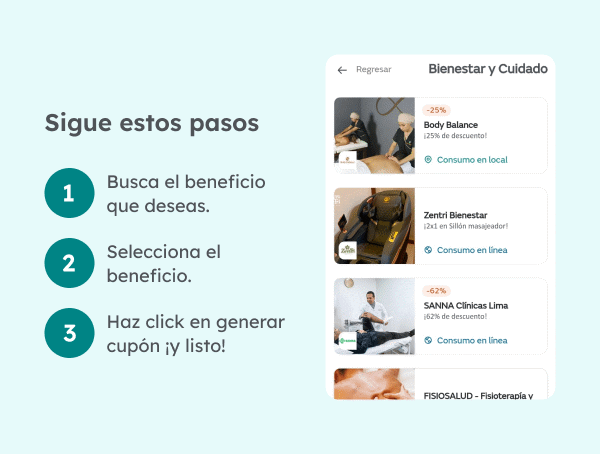 Sigue estos pasos
1
Busca el beneficio
que deseas.
2
Selecciona el
beneficio.
3
Haz click en generar
cupón ¡y listo!
Regresar
Bienestar y Cuidado
-25%
Body Balance
¡25% de descuento!
Consumo en local
Zentri Bienestar
¡2x1 en Sillón masajeador!
Consumo en línea
-62%
SANNA Clínicas Lima
¡62% de descuento!
Consumo en línea
FISIOSALUD - Fisioterapía y